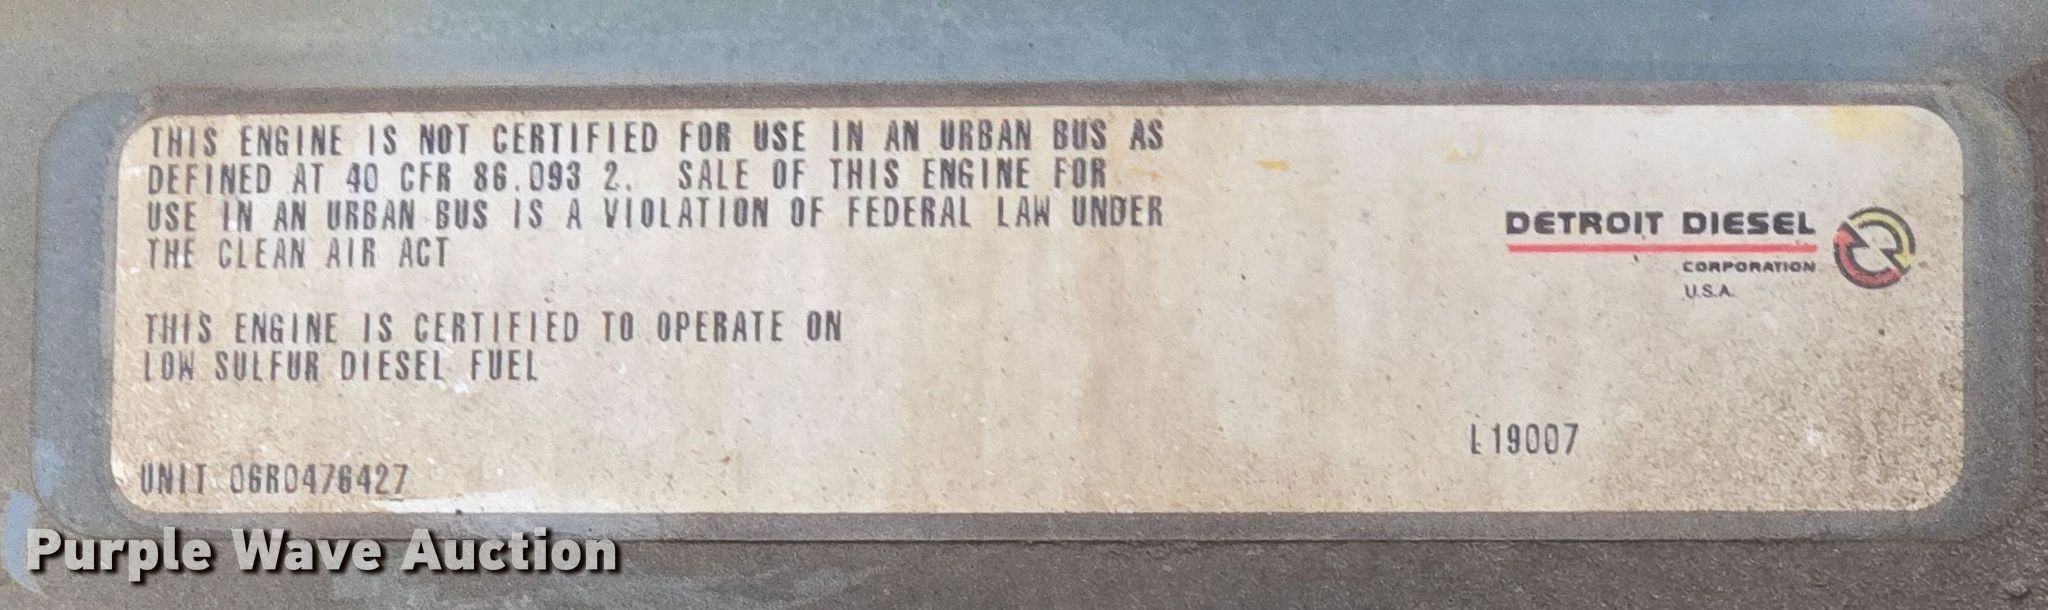 THIS ENGINE IS NOT CERTIFIED FOR USE IN AN URBAN BUS AS
DEFINED AT 40 CFR 86.093 2. SALE OF THIS ENGINE FOR
USE IN AN URBAN BUS IS A VIOLATION OF FEDERAL LAW UNDER
THE CLEAN AIR ACT
THIS ENGINE IS CERTIFIED TO OPERATE ON
LOW SULFUR DIESEL FUEL
UNIT 06R0476427
DETROIT DIESEL
CORPORATION
U.S.A.
L19007
Purple Wave Auction